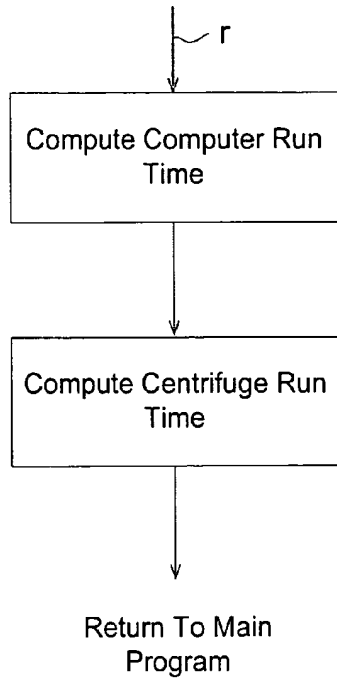 r
Compute Computer Run
Time
Compute Centrifuge Run
Time
Return To Main
Program